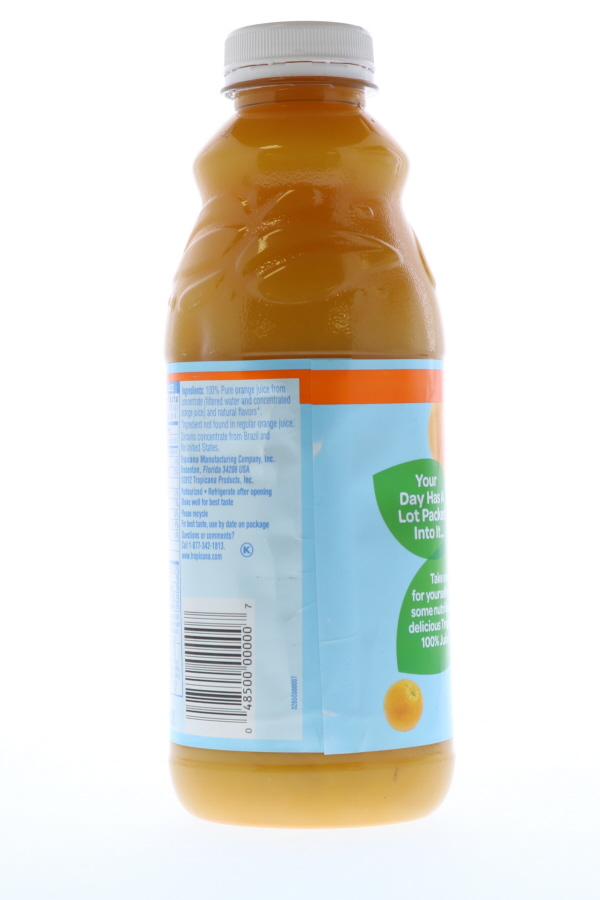 Ingredients: 100% Pure orange juice from
concentrate (filtered water and concentrated
orange juice) and natural flavors*.
*Ingredient not found in regular orange juice.
Contains concentrate from Brazil and
the United States.
Tropicana Manufacturing Company, Inc.
Bradenton, Florida 34206 USA
©2012 Tropicana Products, Inc.
Pasteurized • Refrigerate after opening
Shake well for best taste
Please recycle
For best taste, use by date on package
Questions or comments?
Call 1-877-342-1813.
www.tropicana.com
K
0 48500 00000 7
Your
Day Has A
Lot Packed
Into It...
Take
for yourself
some
delicious
100%